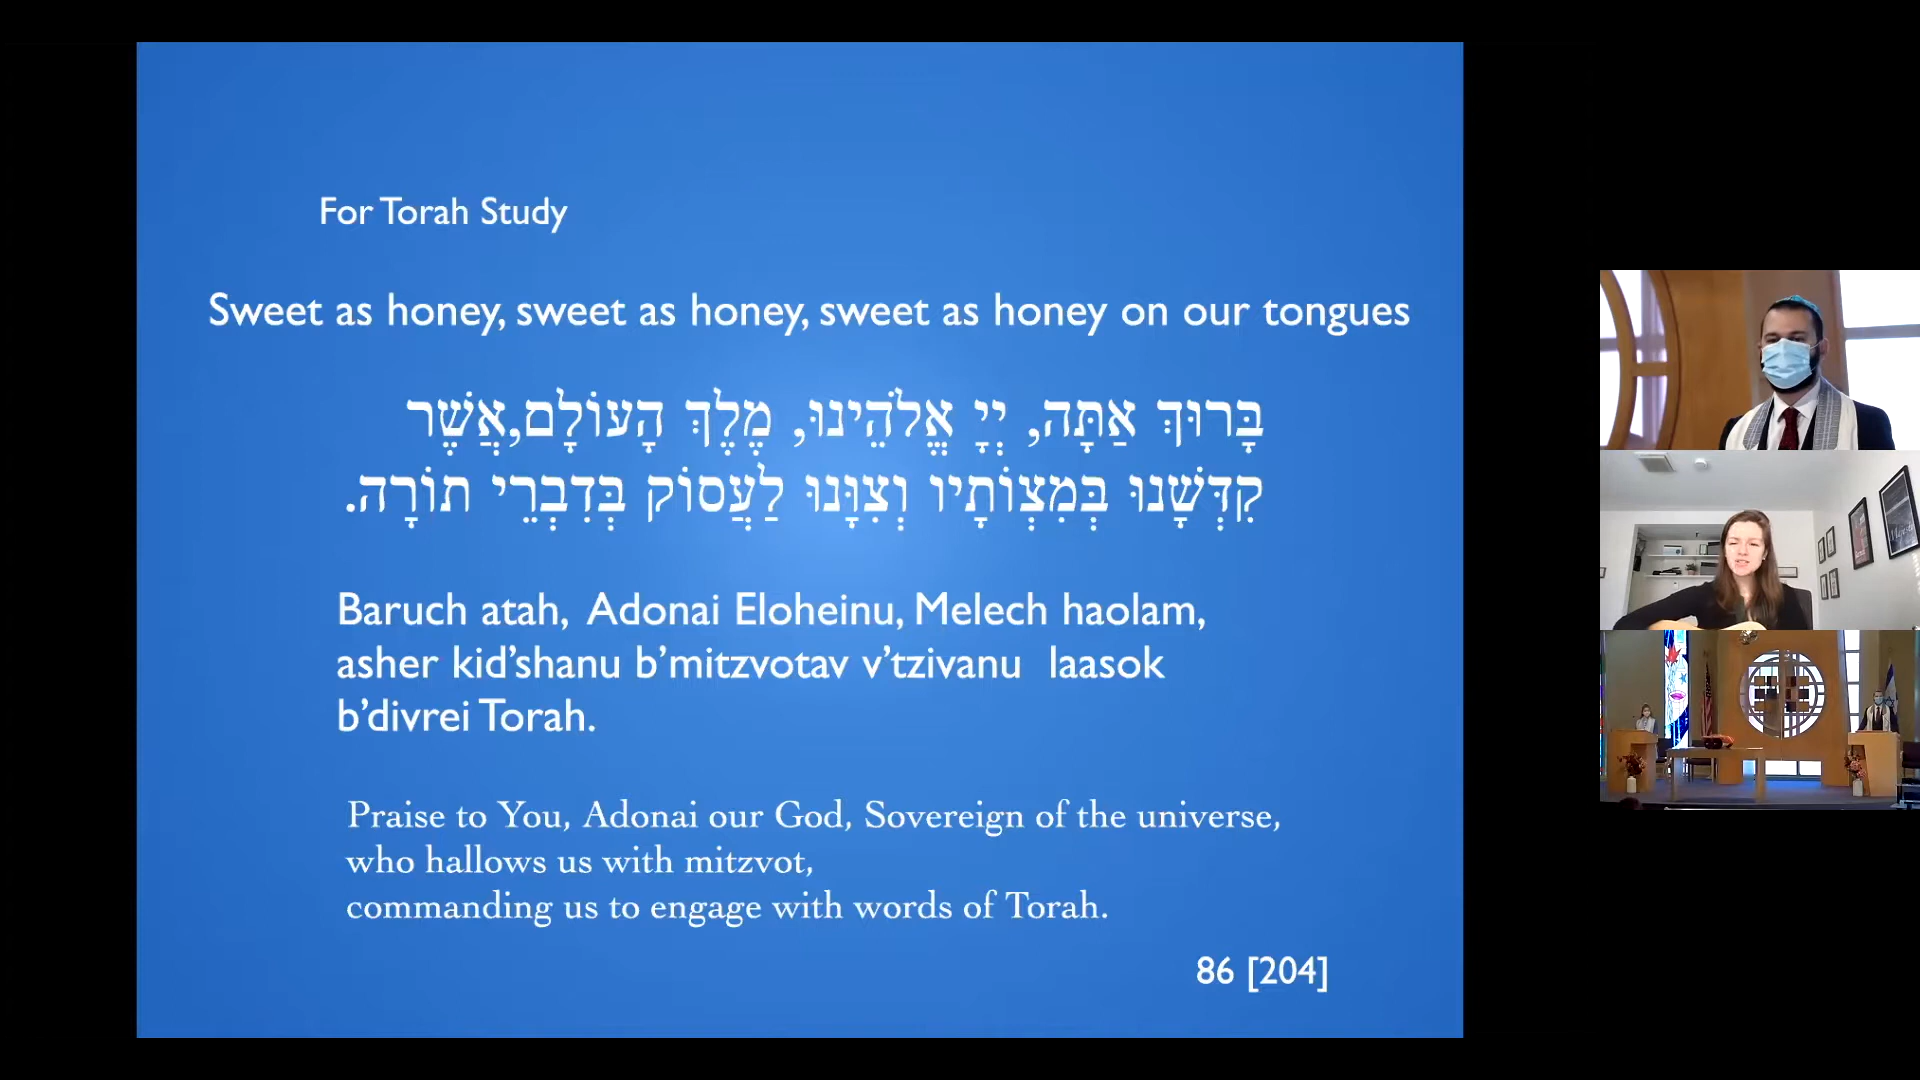 For Torah Study
Sweet as honey, sweet as honey, sweet as honey on our tongues
בָּרוּךְ אַתָּה, יְיָ אֱלֹהֵינוּ, מֶלֶךְ הָעוֹלָם,אֲשֶׁר
קִדְּשָׁנוּ בְּמִצְוֹתָיו וְצִוָּנוּ לַעֲסוֹק בְּדִבְרֵי תוֹרָה.
Baruch atah, Adonai Eloheinu, Melech haolam,
asher kid’shanu b’mitzvotav v’tzivanu laasok
b’divrei Torah.
Praise to You, Adonai our God, Sovereign of the universe,
who hallows us with mitzvot,
commanding us to engage with words of Torah.
86 [204]